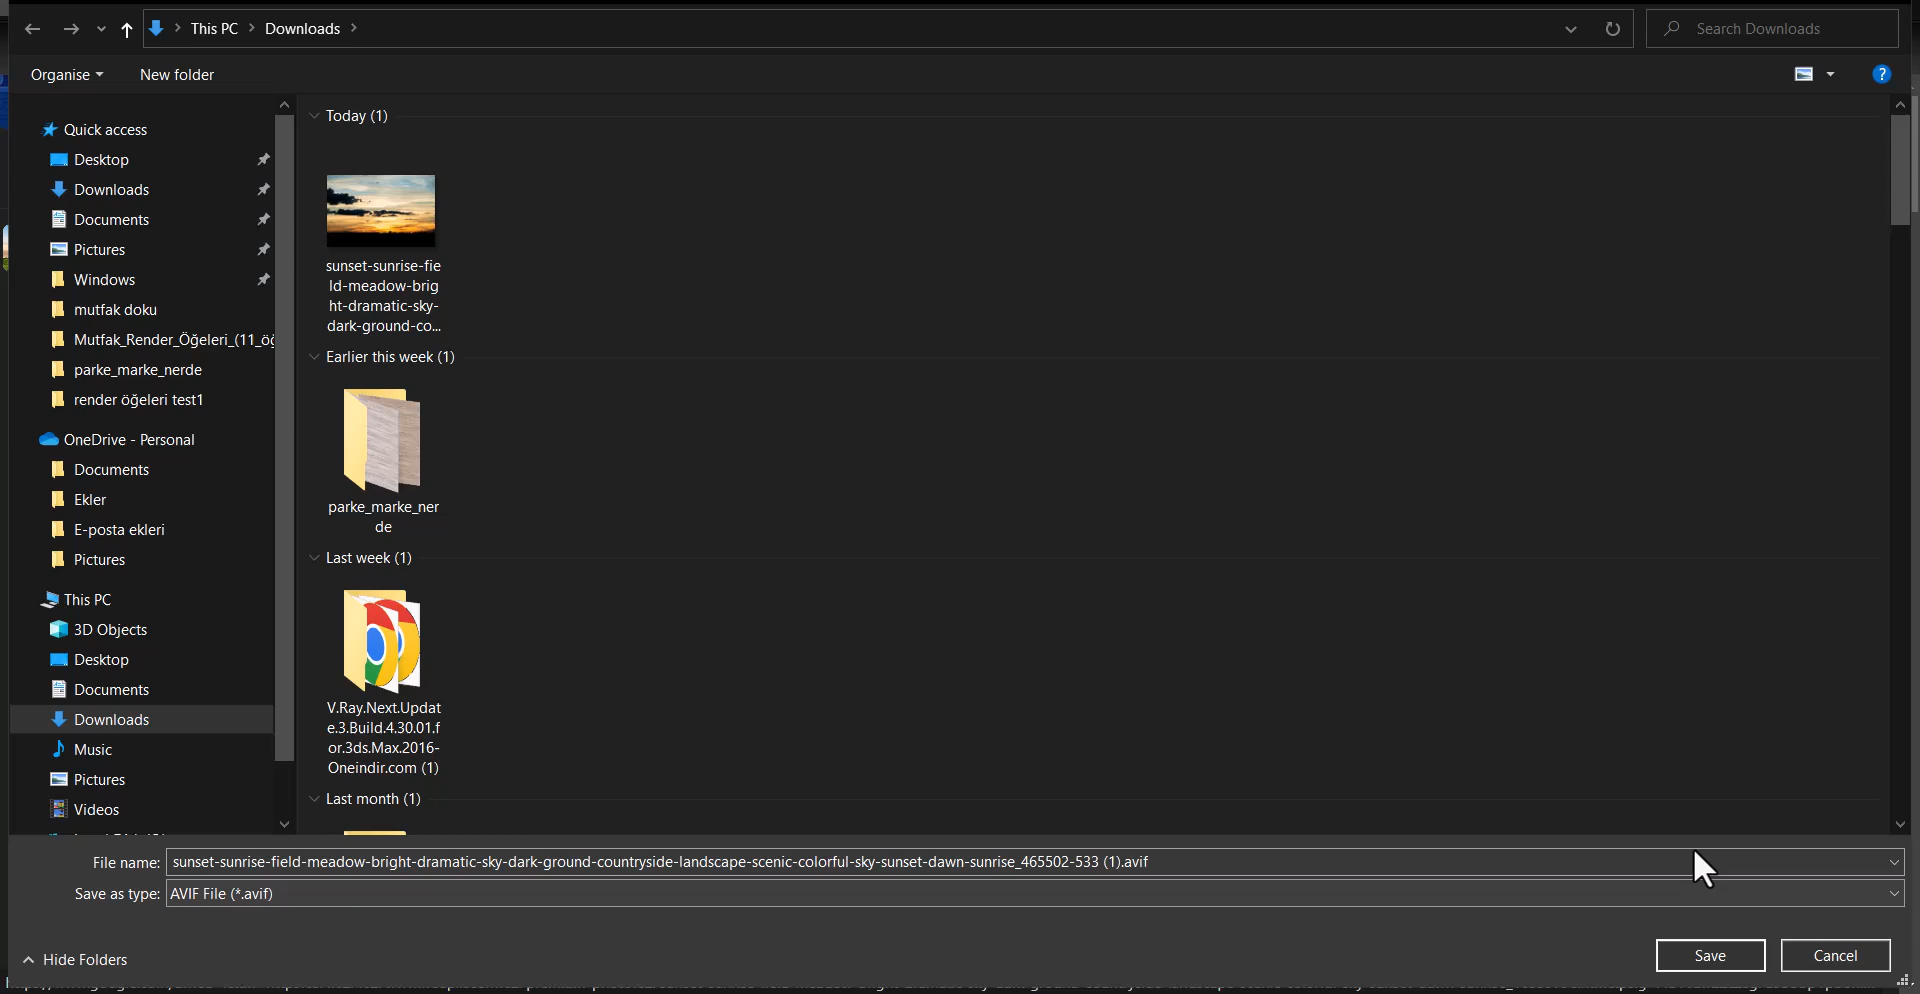 This PC > Downloads >
Search Downloads
Organise
New folder
?
Quick access
Desktop
Downloads
Documents
Pictures
Windows
mutfak doku
Mutfak_Render_Öğeleri_(11_öğ
parke_marke_nerde
render öğeleri test1
OneDrive - Personal
Documents
Ekler
E-posta ekleri
Pictures
This PC
3D Objects
Desktop
Documents
Downloads
Music
Pictures
Videos
Today (1)
sunset-sunrise-fie
ld-meadow-brig
ht-dramatic-sky-
dark-ground-co...
Earlier this week (1)
parke_marke_ner
de
Last week (1)
V.Ray.Next.Updat
e.3.Build.4.30.01.f
or.3ds.Max.2016-
Oneindir.com (1)
Last month (1)
File name: sunset-sunrise-field-meadow-bright-dramatic-sky-dark-ground-countryside-landscape-scenic-colorful-sky-sunset-dawn-sunrise_465502-533 (1).avif
Save as type: AVIF File (*.avif)
Hide Folders
Save
Cancel